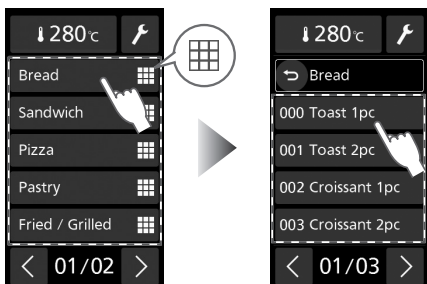 280℃
Bread
Sandwich
Pizza
Pastry
Fried / Grilled
01/02
280℃
Bread
000 Toast 1pc
001 Toast 2pc
002 Croissant 1pc
003 Croissant 2pc
01/03